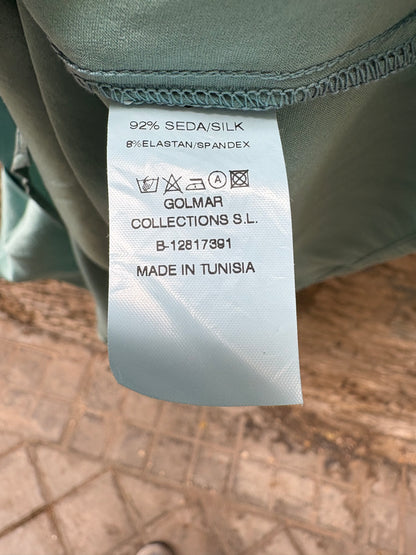 92% SEDA/SILK
8%ELASTAN/SPANDEX
A
GOLMAR
COLLECTIONS S.L.
B-12817391
MADE IN TUNISIA